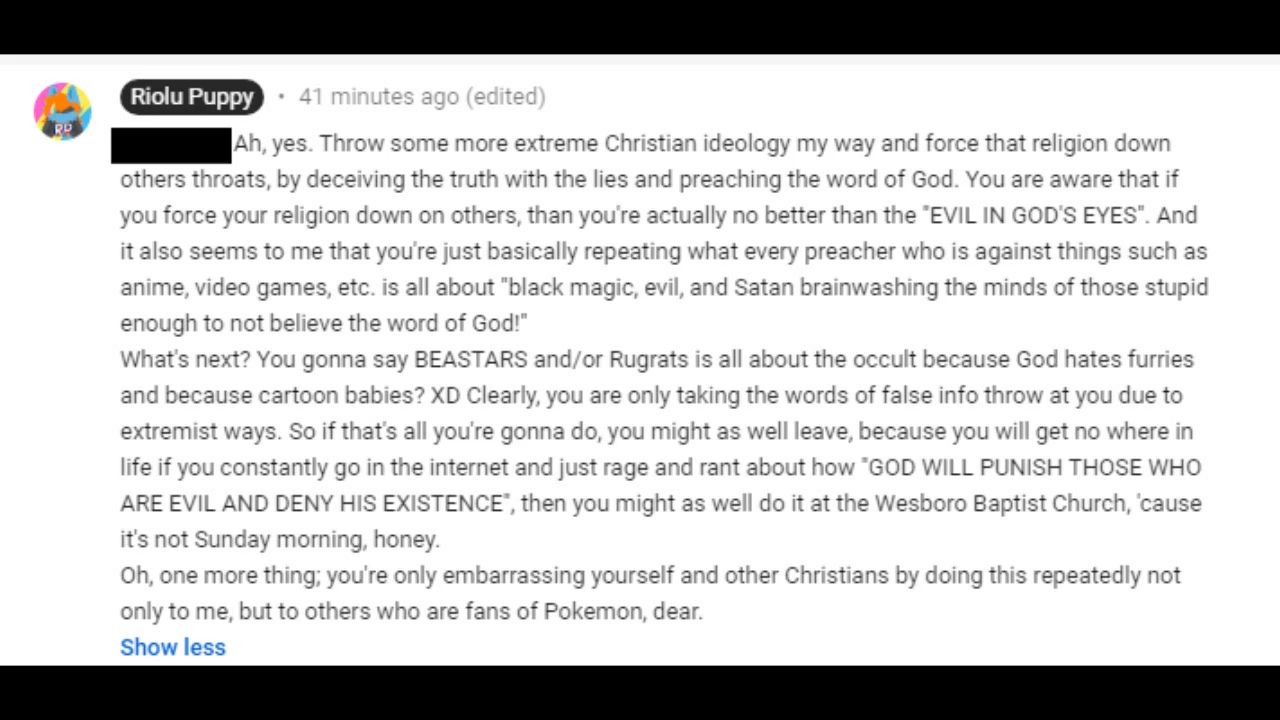 Riolu Puppy • 41 minutes ago (edited)
RP
Ah, yes. Throw some more extreme Christian ideology my way and force that religion down
others throats, by deceiving the truth with the lies and preaching the word of God. You are aware that if
you force your religion down on others, than you're actually no better than the "EVIL IN GOD'S EYES". And
it also seems to me that you're just basically repeating what every preacher who is against things such as
anime, video games, etc. is all about "black magic, evil, and Satan brainwashing the minds of those stupid
enough to not believe the word of God!"
What's next? You gonna say BEASTARS and/or Rugrats is all about the occult because God hates furries
and because cartoon babies? XD Clearly, you are only taking the words of false info throw at you due to
extremist ways. So if that's all you're gonna do, you might as well leave, because you will get no where in
life if you constantly go in the internet and just rage and rant about how "GOD WILL PUNISH THOSE WHO
ARE EVIL AND DENY HIS EXISTENCE", then you might as well do it at the Wesboro Baptist Church, 'cause
it's not Sunday morning, honey.
Oh, one more thing; you're only embarrassing yourself and other Christians by doing this repeatedly not
only to me, but to others who are fans of Pokemon, dear.
Show less